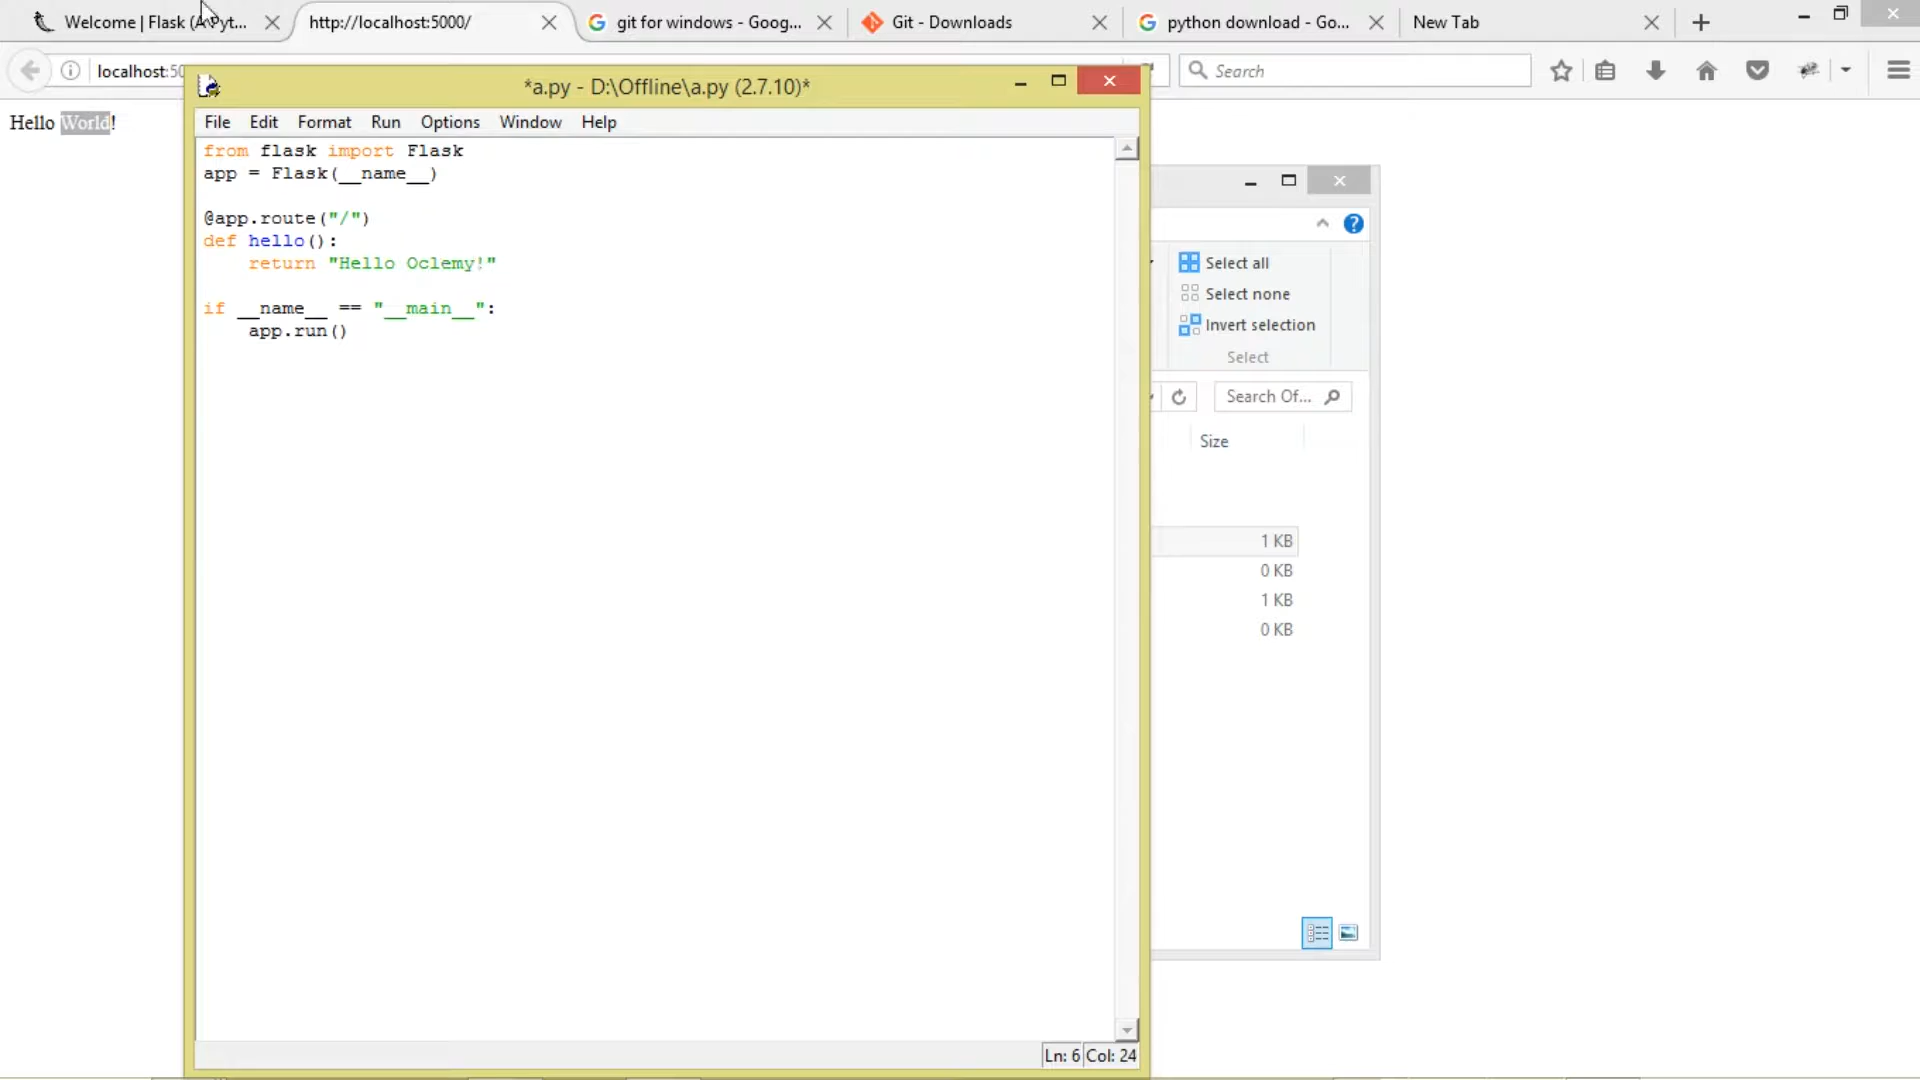 Welcome | Flask (A Pyt...
http://localhost:5000/
git for windows - Goog...
Git - Downloads
python download - Go...
New Tab
localhost:50
Search
Hello World!
*a.py - D:\Offline\a.py (2.7.10)*
File Edit Format Run Options Window Help
from flask import Flask
app = Flask(__name__)
@app.route("/")
def hello():
    return "Hello Oclemy!"
if __name__ == "__main__":
    app.run()
Ln: 6 Col: 24
Select all
Select none
Invert selection
Select
Search Of...
Size
1 KB
0 KB
1 KB
0 KB